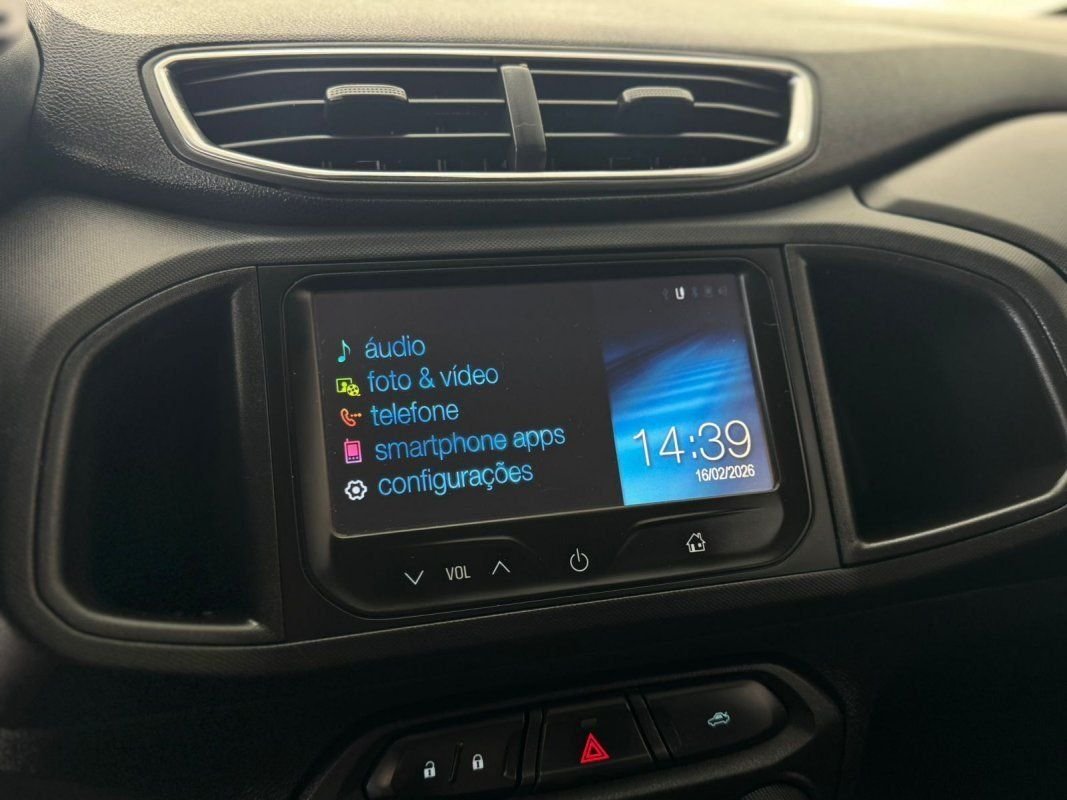 áudio
foto & vídeo
telefone
smartphone apps
configurações
14:39
16/02/2026
VOL